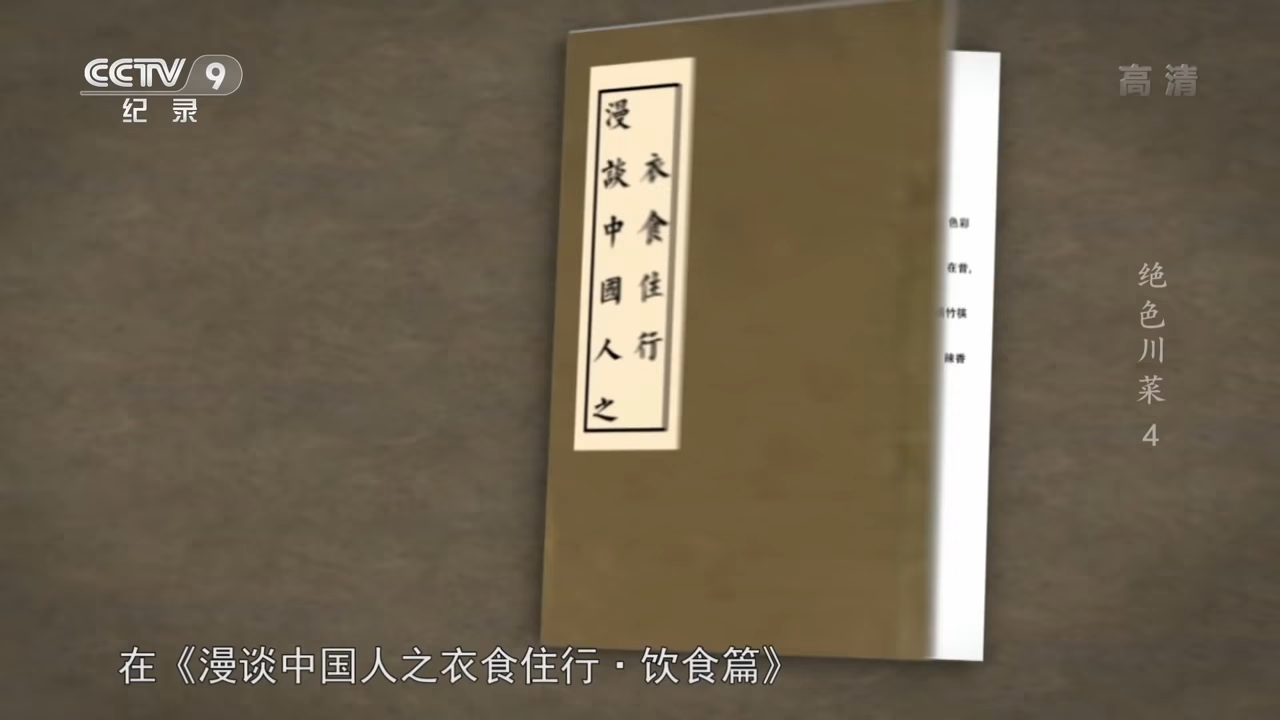 CCTV 9
纪录
高清
漫談中國人之
衣食住行
色彩
在昔,
竹筷
辣香
绝色川菜 4
在《漫谈中国人之衣食住行·饮食篇》